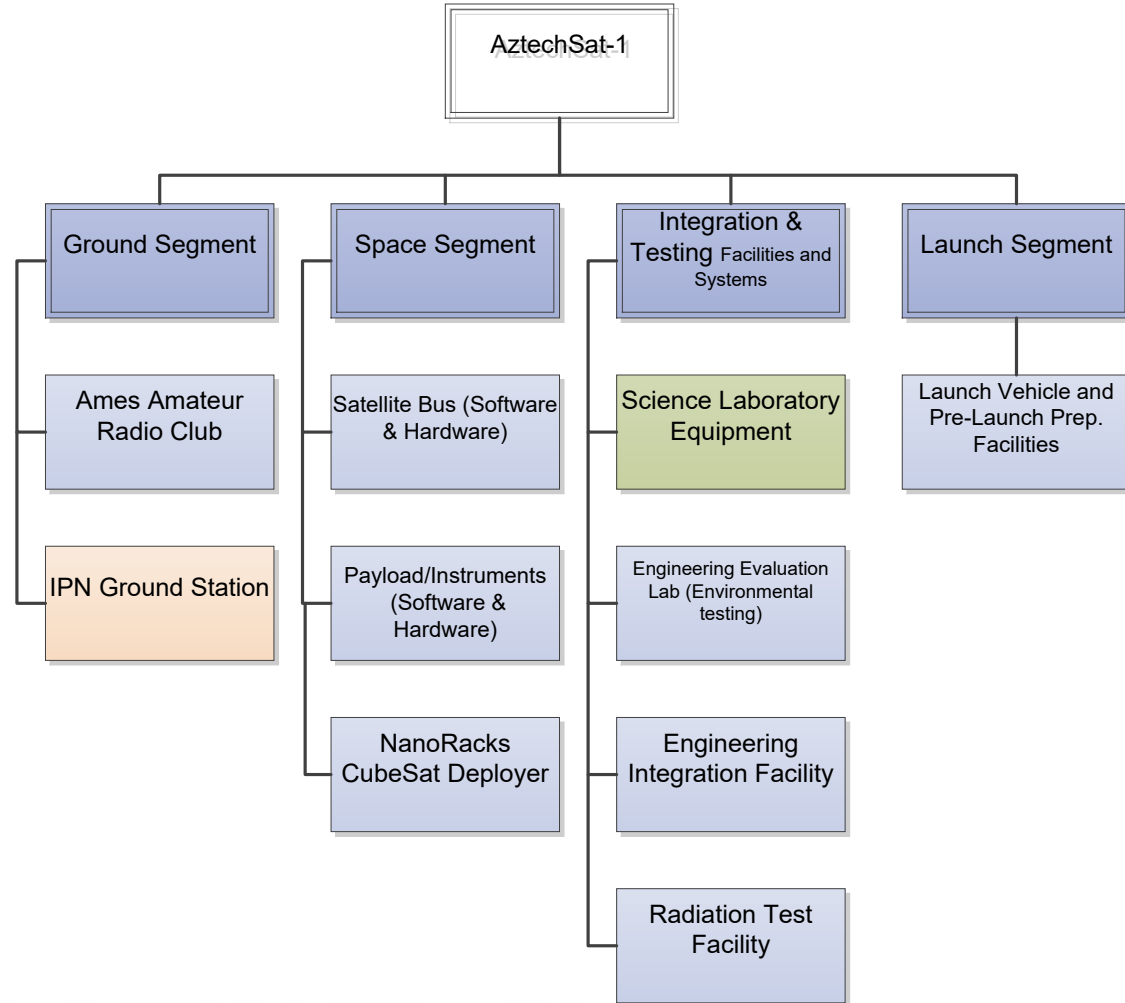 AztechSat-1
Ground Segment
Space Segment
Integration &
Testing Facilities and
Systems
Launch Segment
Ames Amateur
Radio Club
Satellite Bus (Software
& Hardware)
Science Laboratory
Equipment
Launch Vehicle and
Pre-Launch Prep.
Facilities
IPN Ground Station
Payload/Instruments
(Software &
Hardware)
Engineering Evaluation
Lab (Environmental
testing)
NanoRacks
CubeSat Deployer
Engineering
Integration Facility
Radiation Test
Facility